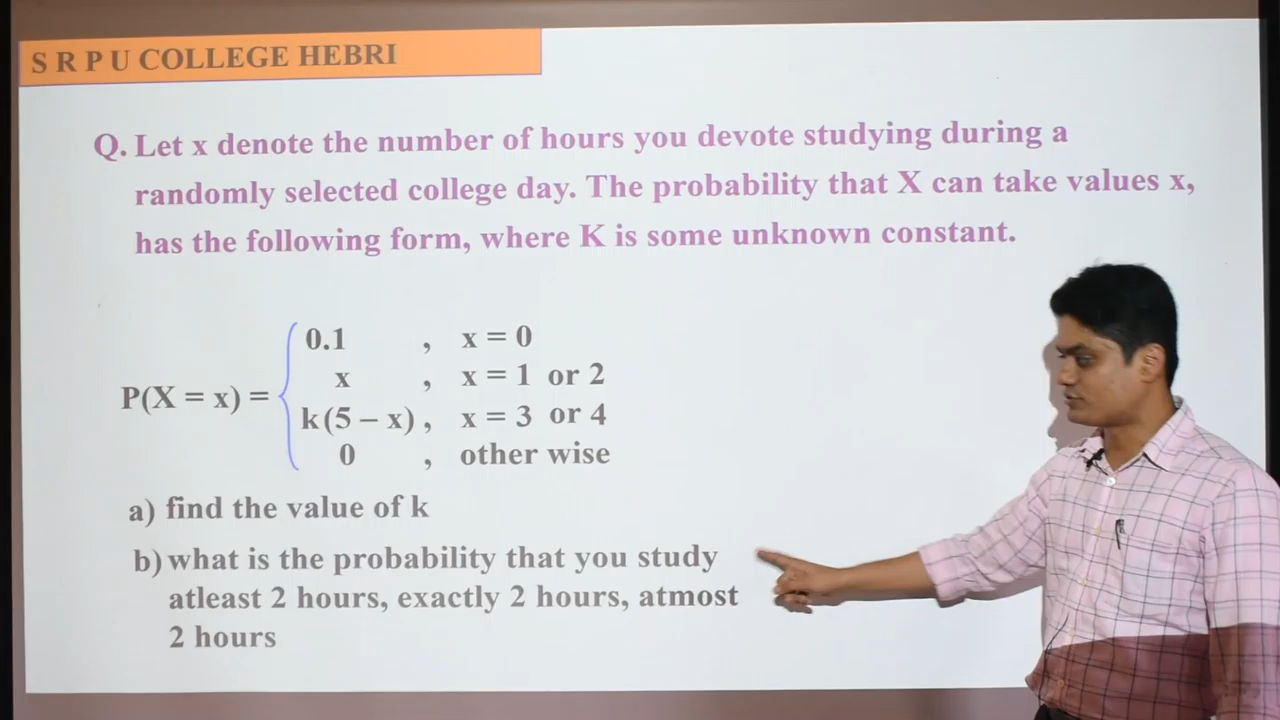 S R P U COLLEGE HEBRI
Q. Let x denote the number of hours you devote studying during a
randomly selected college day. The probability that X can take values x,
has the following form, where K is some unknown constant.
0.1 , x = 0
x , x = 1 or 2
P(X = x) =
k(5 – x), x = 3 or 4
0 , other wise
a) find the value of k
b) what is the probability that you study
atleast 2 hours, exactly 2 hours, atmost
2 hours